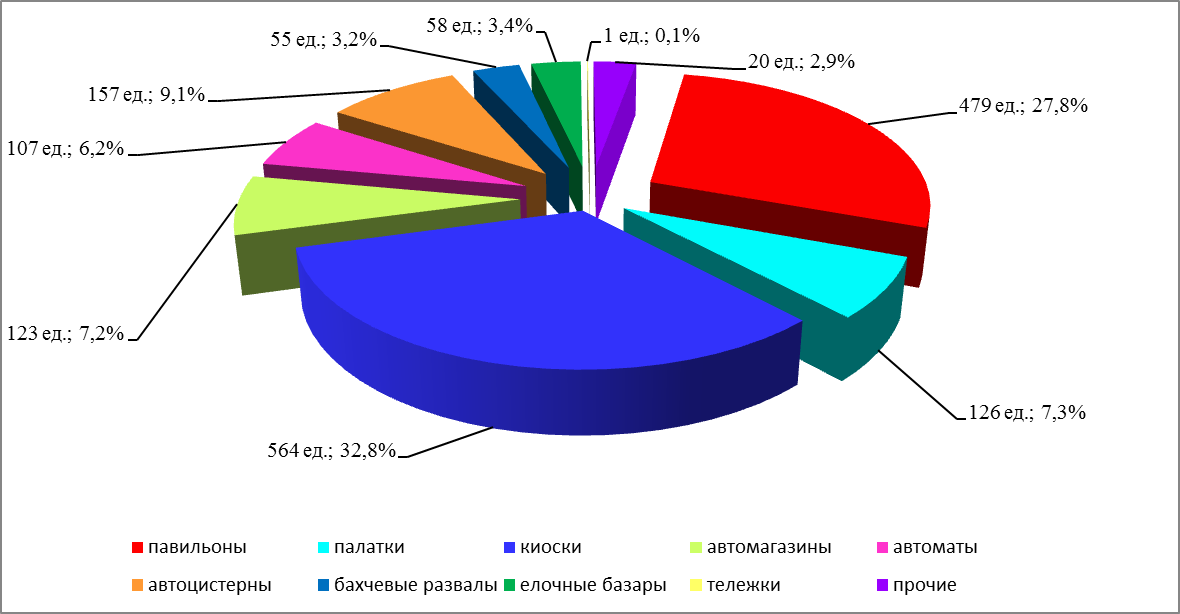 58 ед.; 3,4%
1 ед.; 0,1%
55 ед.; 3,2%
20 ед.; 2,9%
157 ед.; 9,1%
479 ед.; 27,8%
107 ед.; 6,2%
123 ед.; 7,2%
126 ед.; 7,3%
564 ед.; 32,8%
павильоны палатки киоски автомагазины автоматы
автоцистерны бахчевые развалы елочные базары тележки прочие